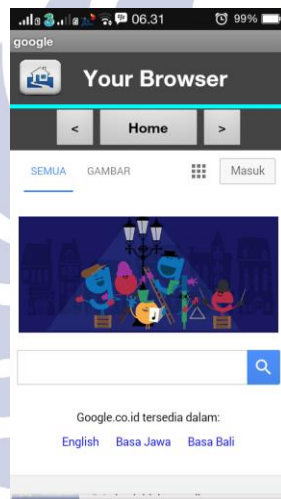 06.31 99%
google
Your Browser
< Home >
SEMUA GAMBAR Masuk
Google.co.id tersedia dalam:
English Basa Jawa Basa Bali